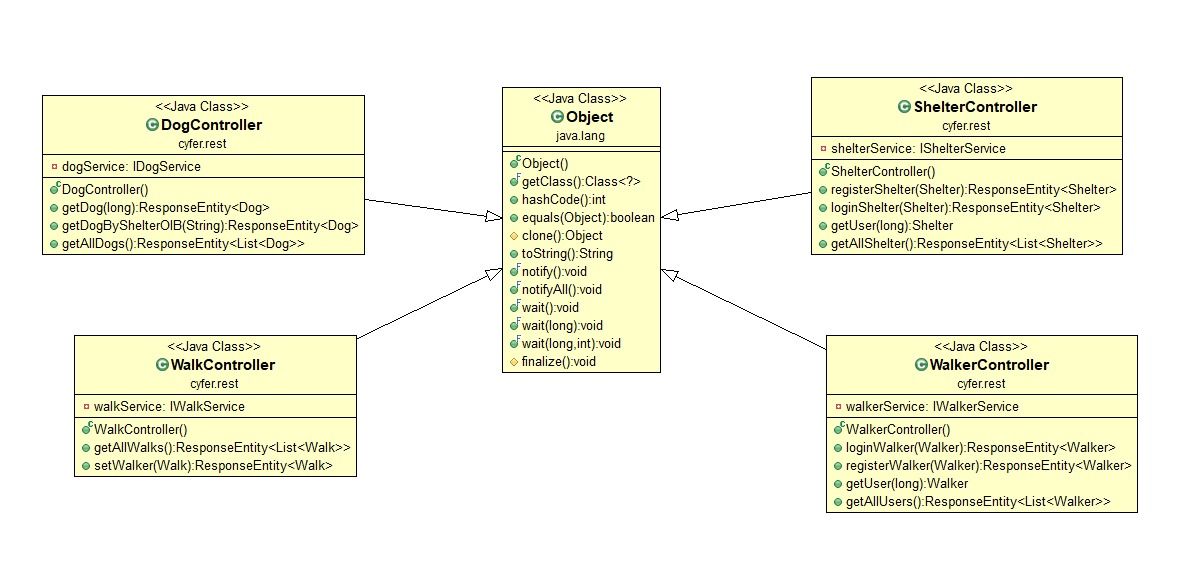 <<Java Class>>
DogController
cyfer.rest
dogService: IDogService
DogController()
getDog(long):ResponseEntity<Dog>
getDogByShelterOIB(String):ResponseEntity<Dog>
getAllDogs():ResponseEntity<List<Dog>>
<<Java Class>>
Object
java.lang
Object()
getClass():Class<?>
hashCode():int
equals(Object):boolean
clone():Object
toString():String
notify():void
notifyAll():void
wait():void
wait(long):void
wait(long,int):void
finalize():void
<<Java Class>>
ShelterController
cyfer.rest
shelterService: IShelterService
ShelterController()
registerShelter(Shelter):ResponseEntity<Shelter>
loginShelter(Shelter):ResponseEntity<Shelter>
getUser(long):Shelter
getAllShelter():ResponseEntity<List<Shelter>>
<<Java Class>>
WalkController
cyfer.rest
walkService: IWalkService
WalkController()
getAllWalks():ResponseEntity<List<Walk>>
setWalker(Walk):ResponseEntity<Walk>
<<Java Class>>
WalkerController
cyfer.rest
walkerService: IWalkerService
WalkerController()
loginWalker(Walker):ResponseEntity<Walker>
registerWalker(Walker):ResponseEntity<Walker>
getUser(long):Walker
getAllUsers():ResponseEntity<List<Walker>>